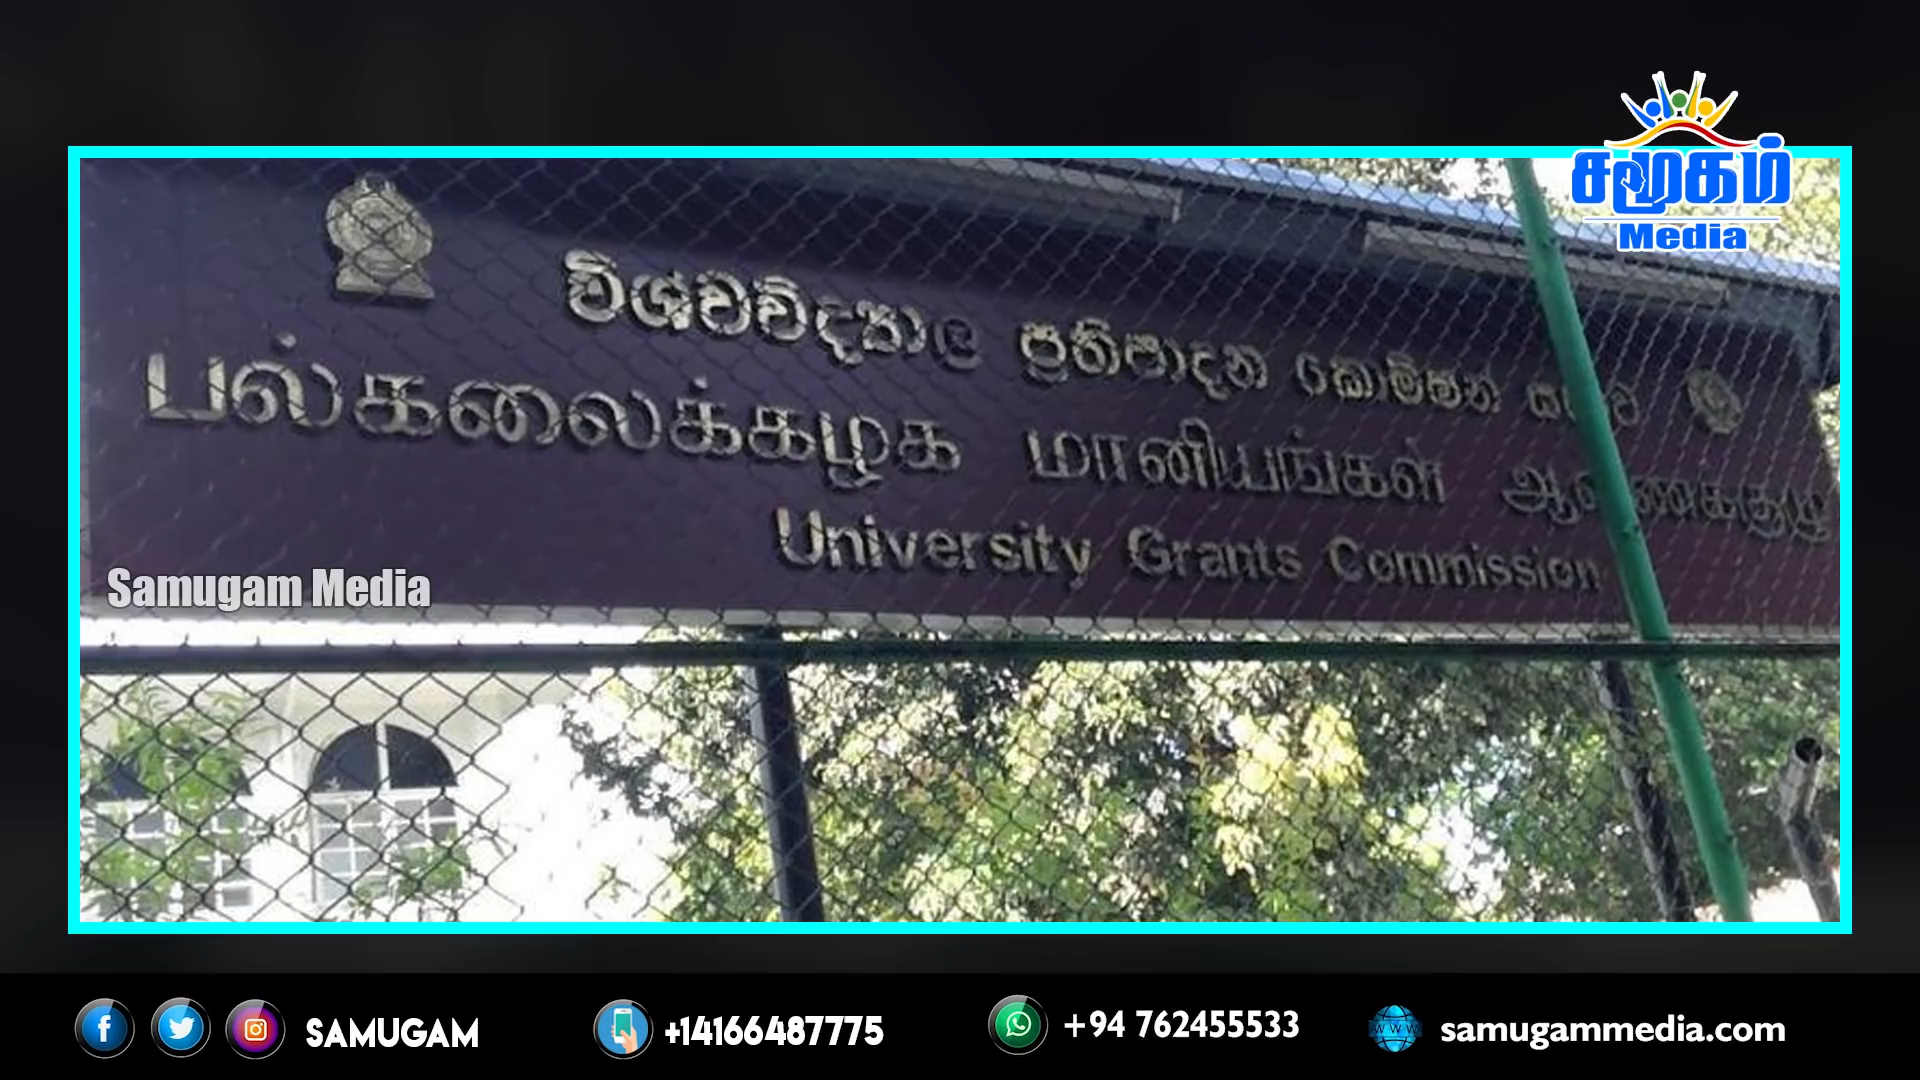 சமூகம்
Media
විශ්වවිද්‍යාල ප්‍රතිපාදන කොමිෂන්
பல்கலைக்கழக மானியங்கள் ஆணைக்குழு
University Grants Commission
Samugam Media
SAMUGAM
+14166487775
+94 762455533
www
samugammedia.com